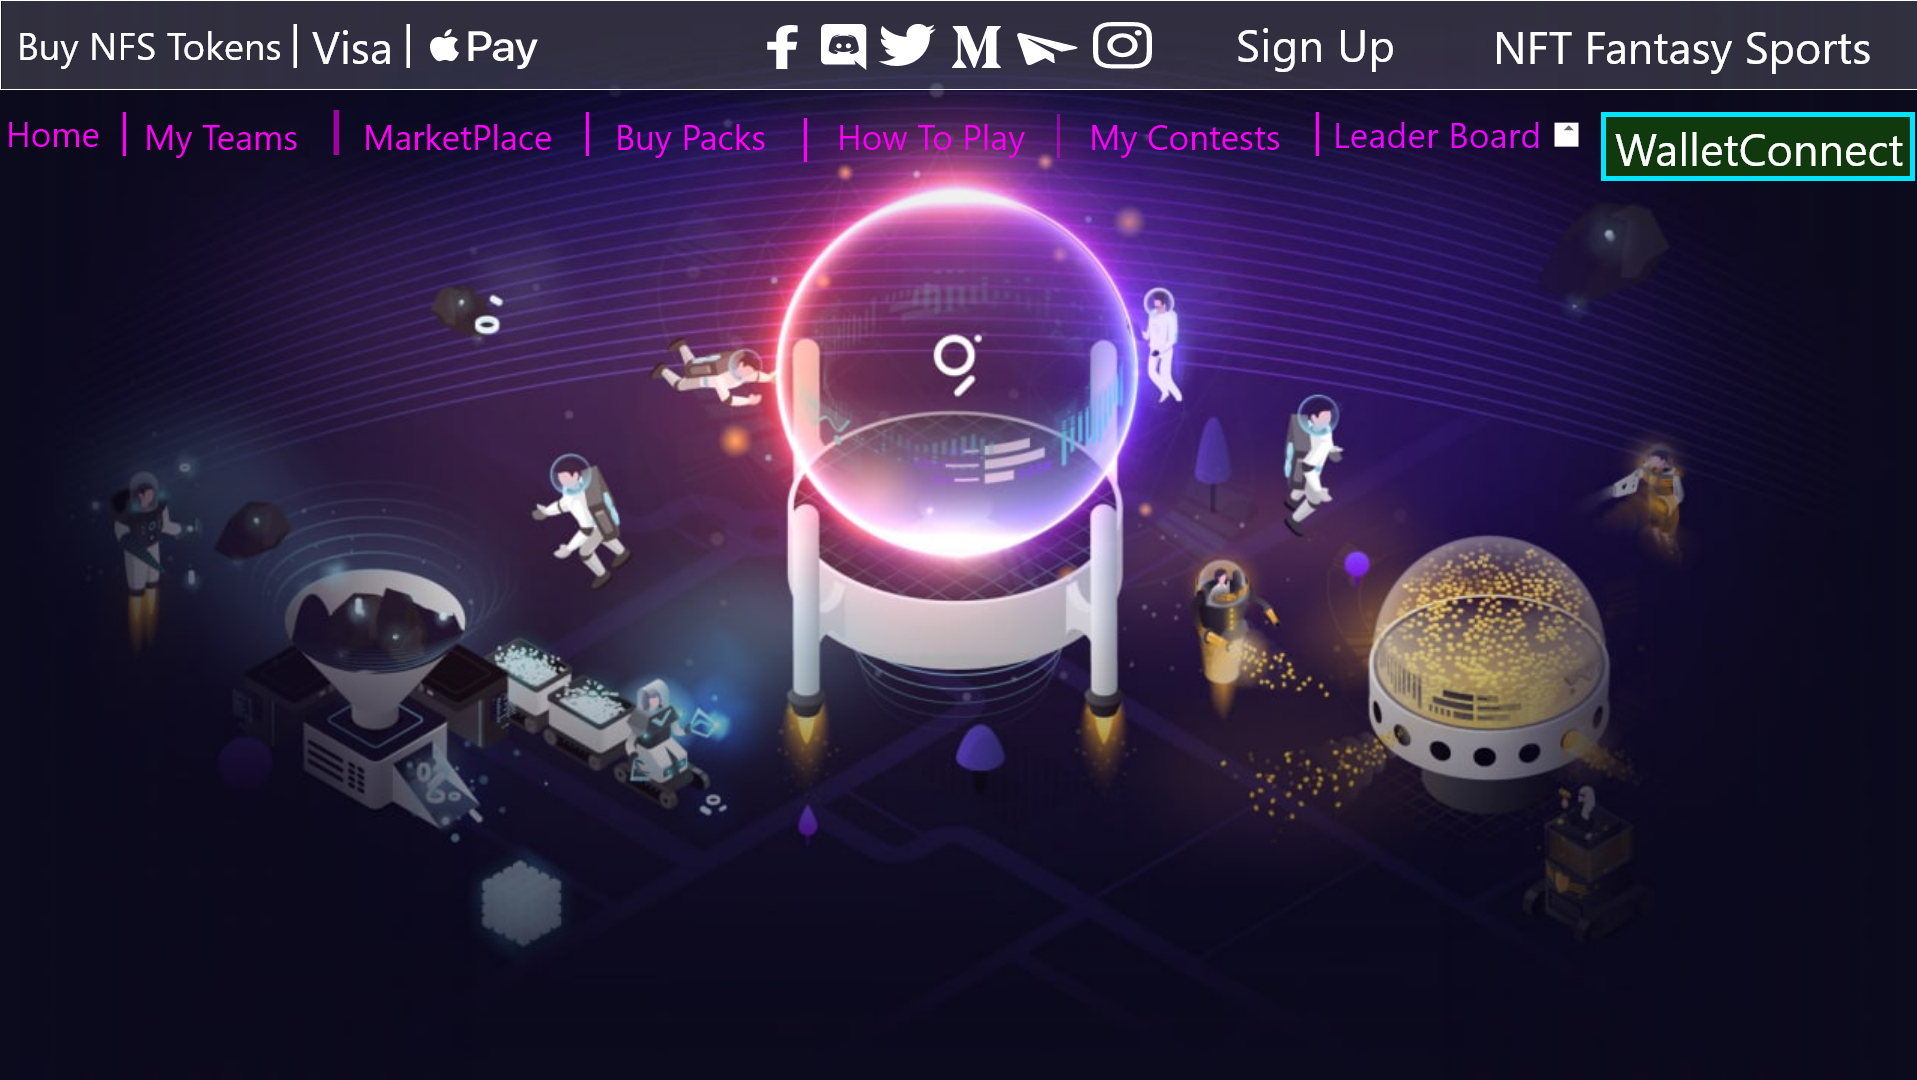 Buy NFS Tokens | Visa | Pay Sign Up NFT Fantasy Sports
Home | My Teams | MarketPlace | Buy Packs | How To Play | My Contests | Leader Board WalletConnect